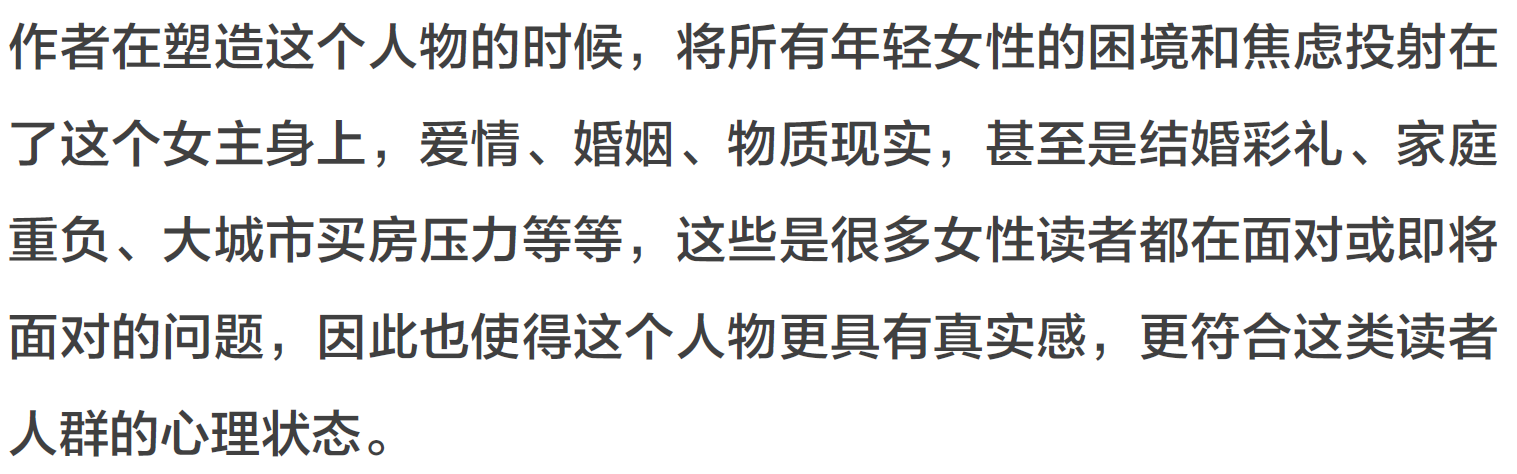 作者在塑造这个人物的时候，将所有年轻女性的困境和焦虑投射在
了这个女主身上，爱情、婚姻、物质现实，甚至是结婚彩礼、家庭
重负、大城市买房压力等等，这些是很多女性读者都在面对或即将
面对的问题，因此也使得这个人物更具有真实感，更符合这类读者
人群的心理状态。